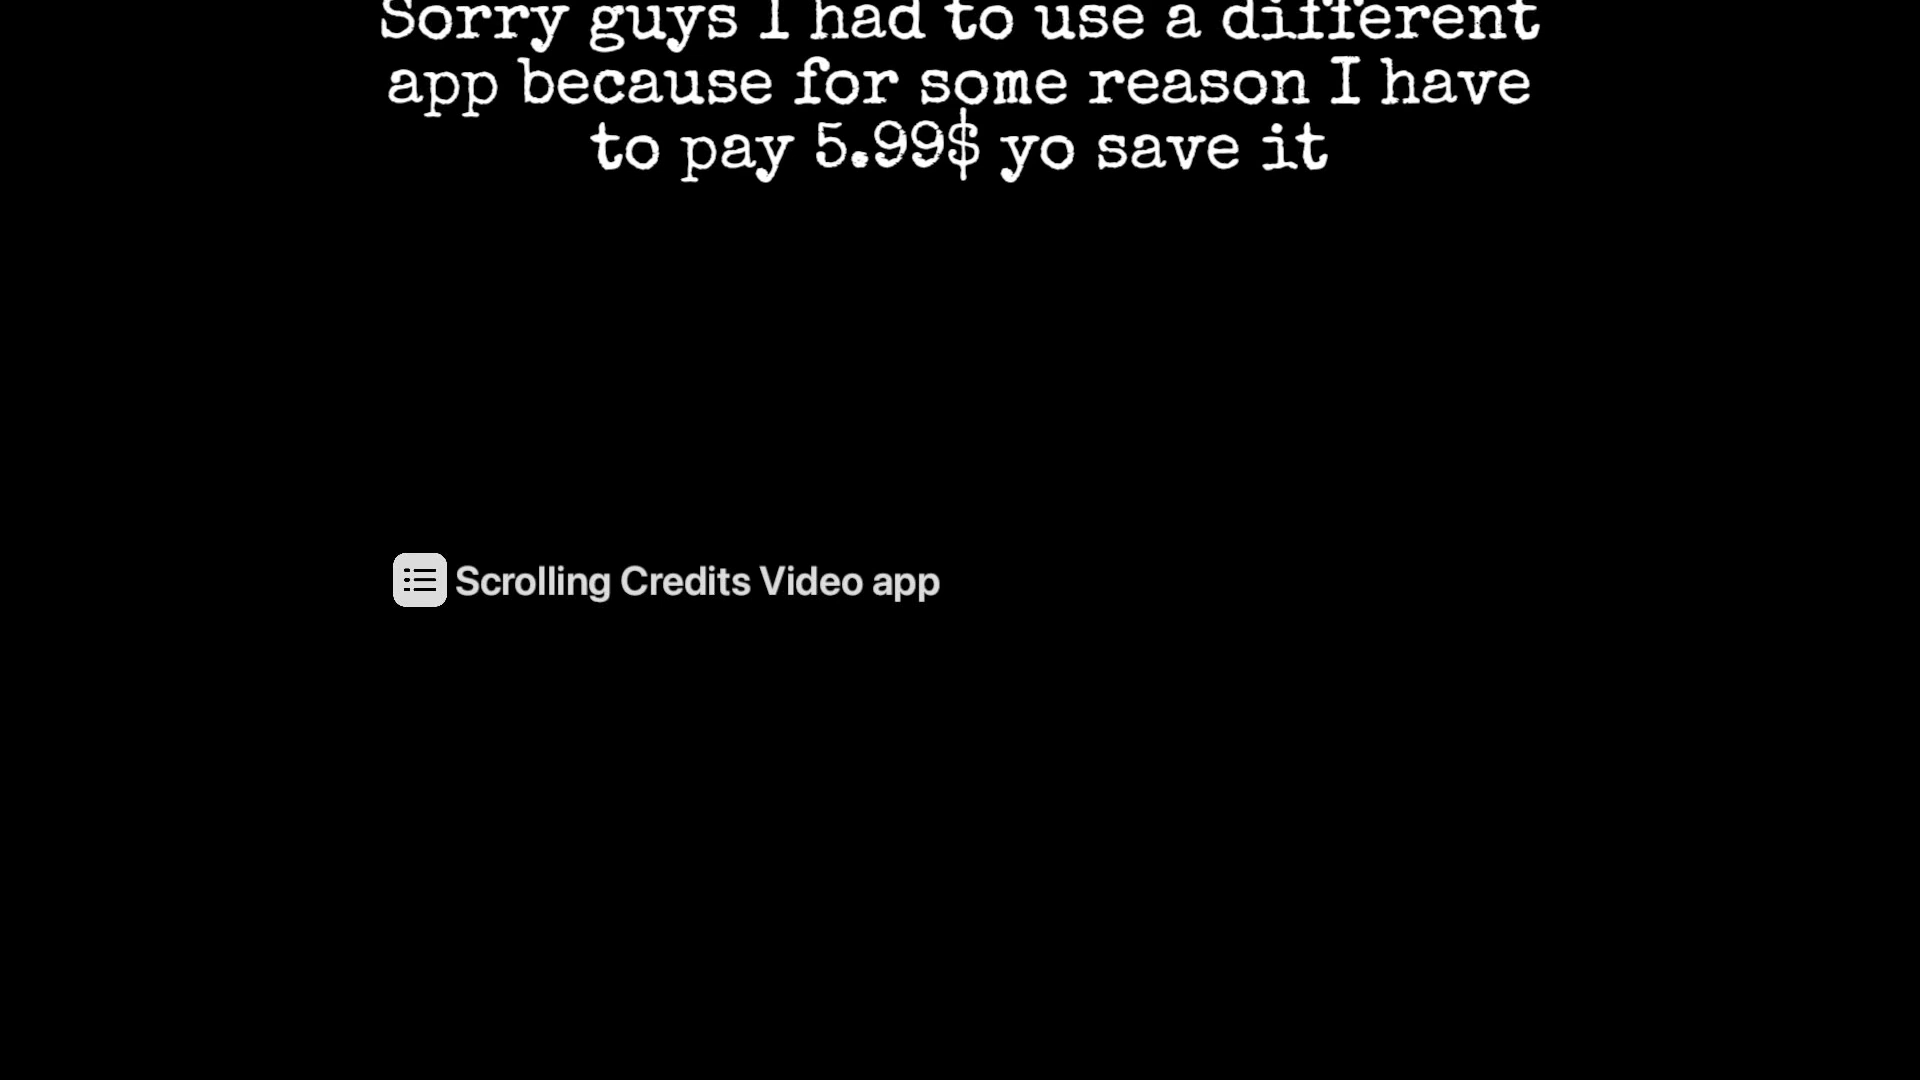 Sorry guys I had to use a different
app because for some reason I have
to pay 5.99$ yo save it
Scrolling Credits Video app